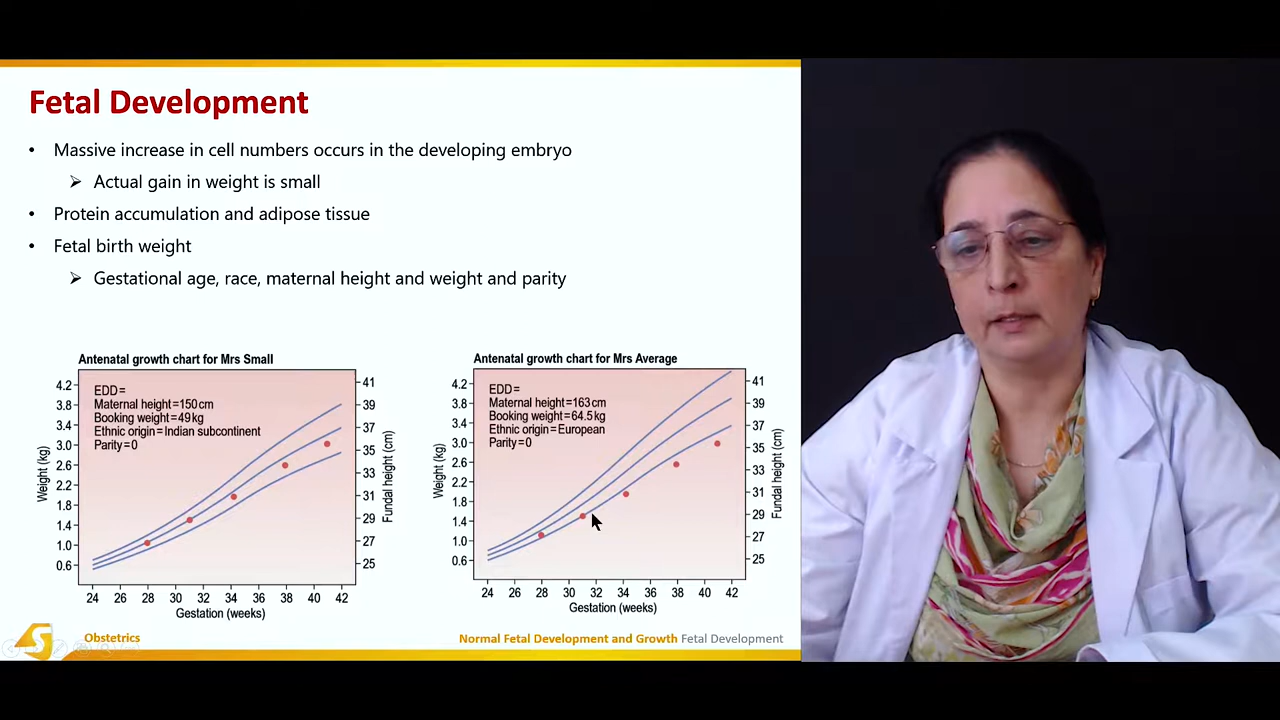 Fetal Development
• Massive increase in cell numbers occurs in the developing embryo
➢ Actual gain in weight is small
• Protein accumulation and adipose tissue
• Fetal birth weight
➢ Gestational age, race, maternal height and weight and parity
Antenatal growth chart for Mrs Small
EDD=
Maternal height=150cm
Booking weight=49kg
Ethnic origin=Indian subcontinent
Parity=0
Weight (kg)
4.2
3.8
3.4
3.0
2.6
2.2
1.8
1.4
1.0
0.6
41
39
37
35
33
31
29
27
25
Fundal height (cm)
24 26 28 30 32 34 36 38 40 42
Gestation (weeks)
Antenatal growth chart for Mrs Average
EDD=
Maternal height=163cm
Booking weight=64.5kg
Ethnic origin=European
Parity=0
Weight (kg)
4.2
3.8
3.4
3.0
2.6
2.2
1.8
1.4
1.0
0.6
41
39
37
35
33
31
29
27
25
Fundal height (cm)
24 26 28 30 32 34 36 38 40 42
Gestation (weeks)
Obstetrics
Normal Fetal Development and Growth Fetal Development